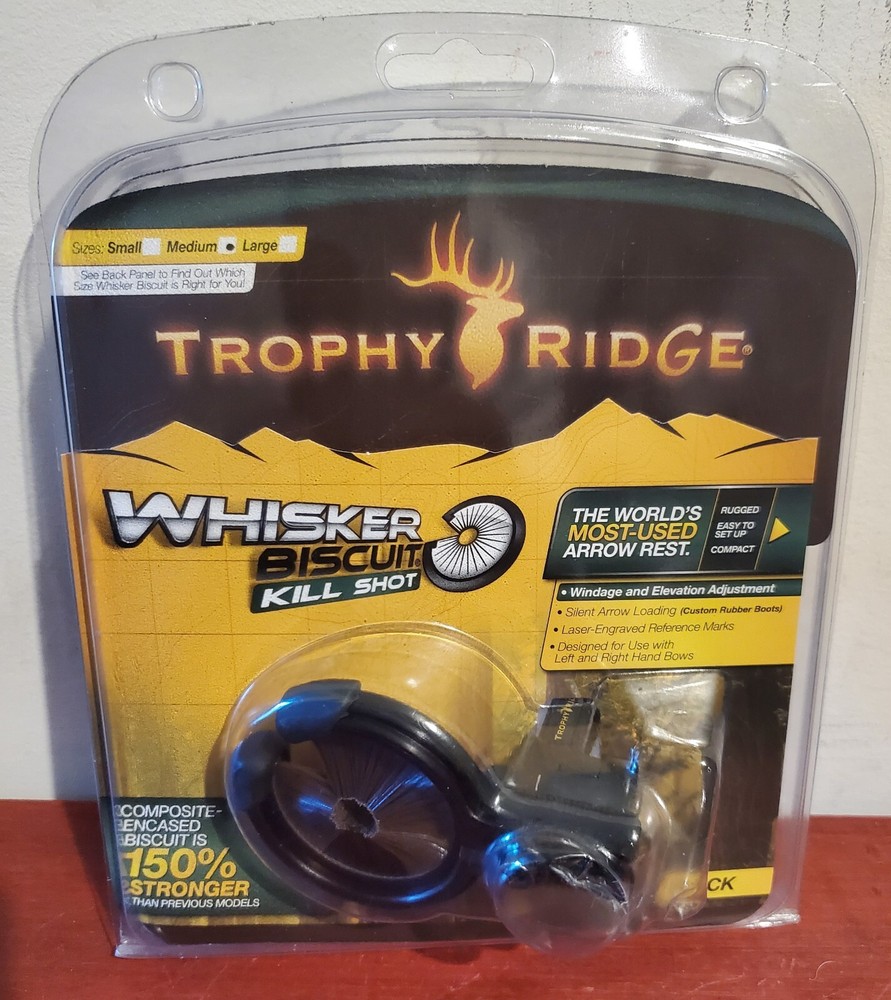 Sizes: Small Medium Large
See Back Panel to Find Out Which
Size Whisker Biscuit is Right for You!
TROPHY RIDGE®
WHISKER
BISCUIT®
KILL SHOT
THE WORLD'S
MOST-USED
ARROW REST.
RUGGED
EASY TO
SET UP
COMPACT
• Windage and Elevation Adjustment
• Silent Arrow Loading (Custom Rubber Boots)
• Laser-Engraved Reference Marks
• Designed for Use with
Left and Right Hand Bows
TROPHY
COMPOSITE-
ENCASED
BISCUIT IS
150%
STRONGER
THAN PREVIOUS MODELS
CK